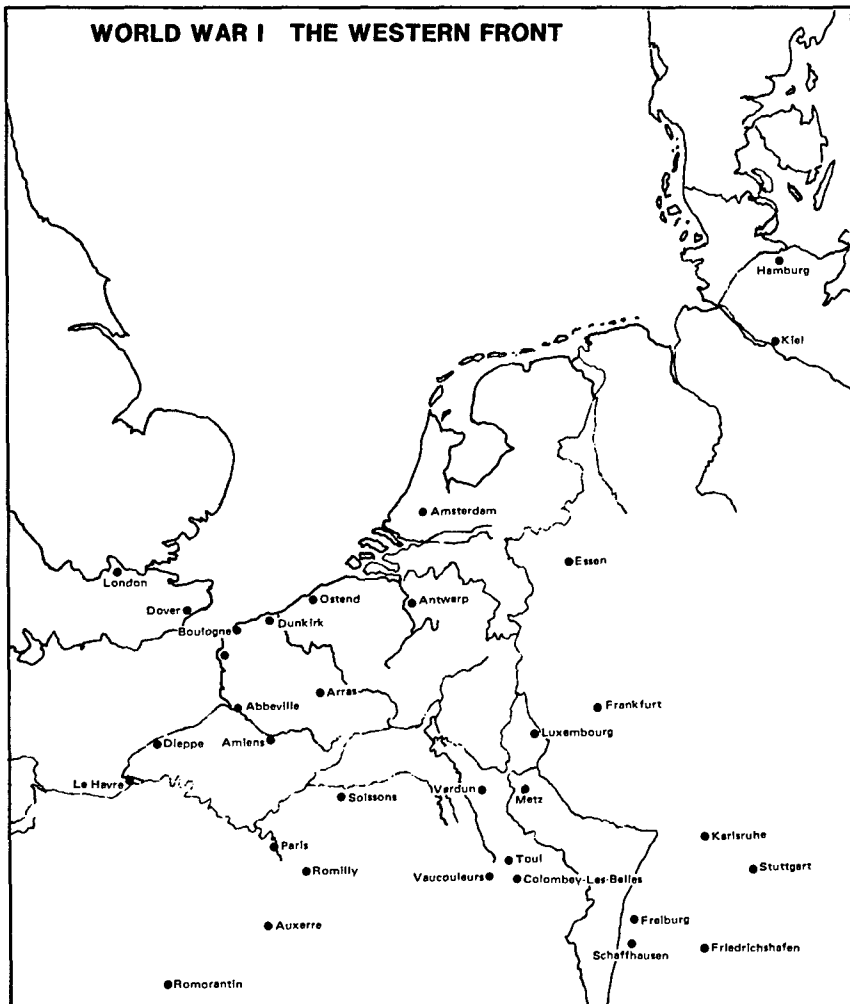 WORLD WAR I THE WESTERN FRONT
Hamburg
Kiel
Amsterdam
Essen
London
Dover
Ostend
Antwerp
Boulogne
Dunkirk
Arras
Abbeville
Frankfurt
Luxembourg
Dieppe
Amiens
Le Havre
Soissons
Verdun
Metz
Paris
Karlsruhe
Romilly
Toul
Stuttgart
Vaucouleurs
Colombey-Les-Belles
Auxerre
Freiburg
Schaffhausen
Friedrichshafen
Romorantin